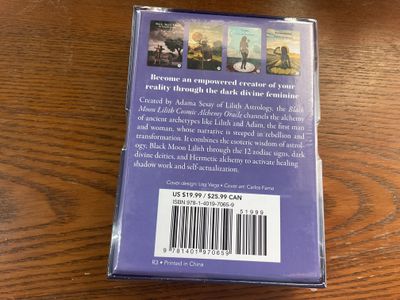 Become an empowered creator of your
reality through the dark divine feminine
Created by Adama Sesay of Lilith Astrology, the Black
Moon Lilith Cosmic Alchemy Oracle channels the alchemy
of ancient archetypes like Lilith and Adam, the first man
and woman, whose narrative is steeped in rebellion and
transformation. It combines the esoteric wisdom of astrol-
ogy, Black Moon Lilith through the 12 zodiac signs, dark
divine deities, and Hermetic alchemy to activate healing
shadow work and self-actualization.
Cover design: • Cover art: Carlos Fama
US $19.99 / $25.99 CAN
ISBN 978-1-4019-7065-9
51999
9 781401 970659
R3 • Printed in China